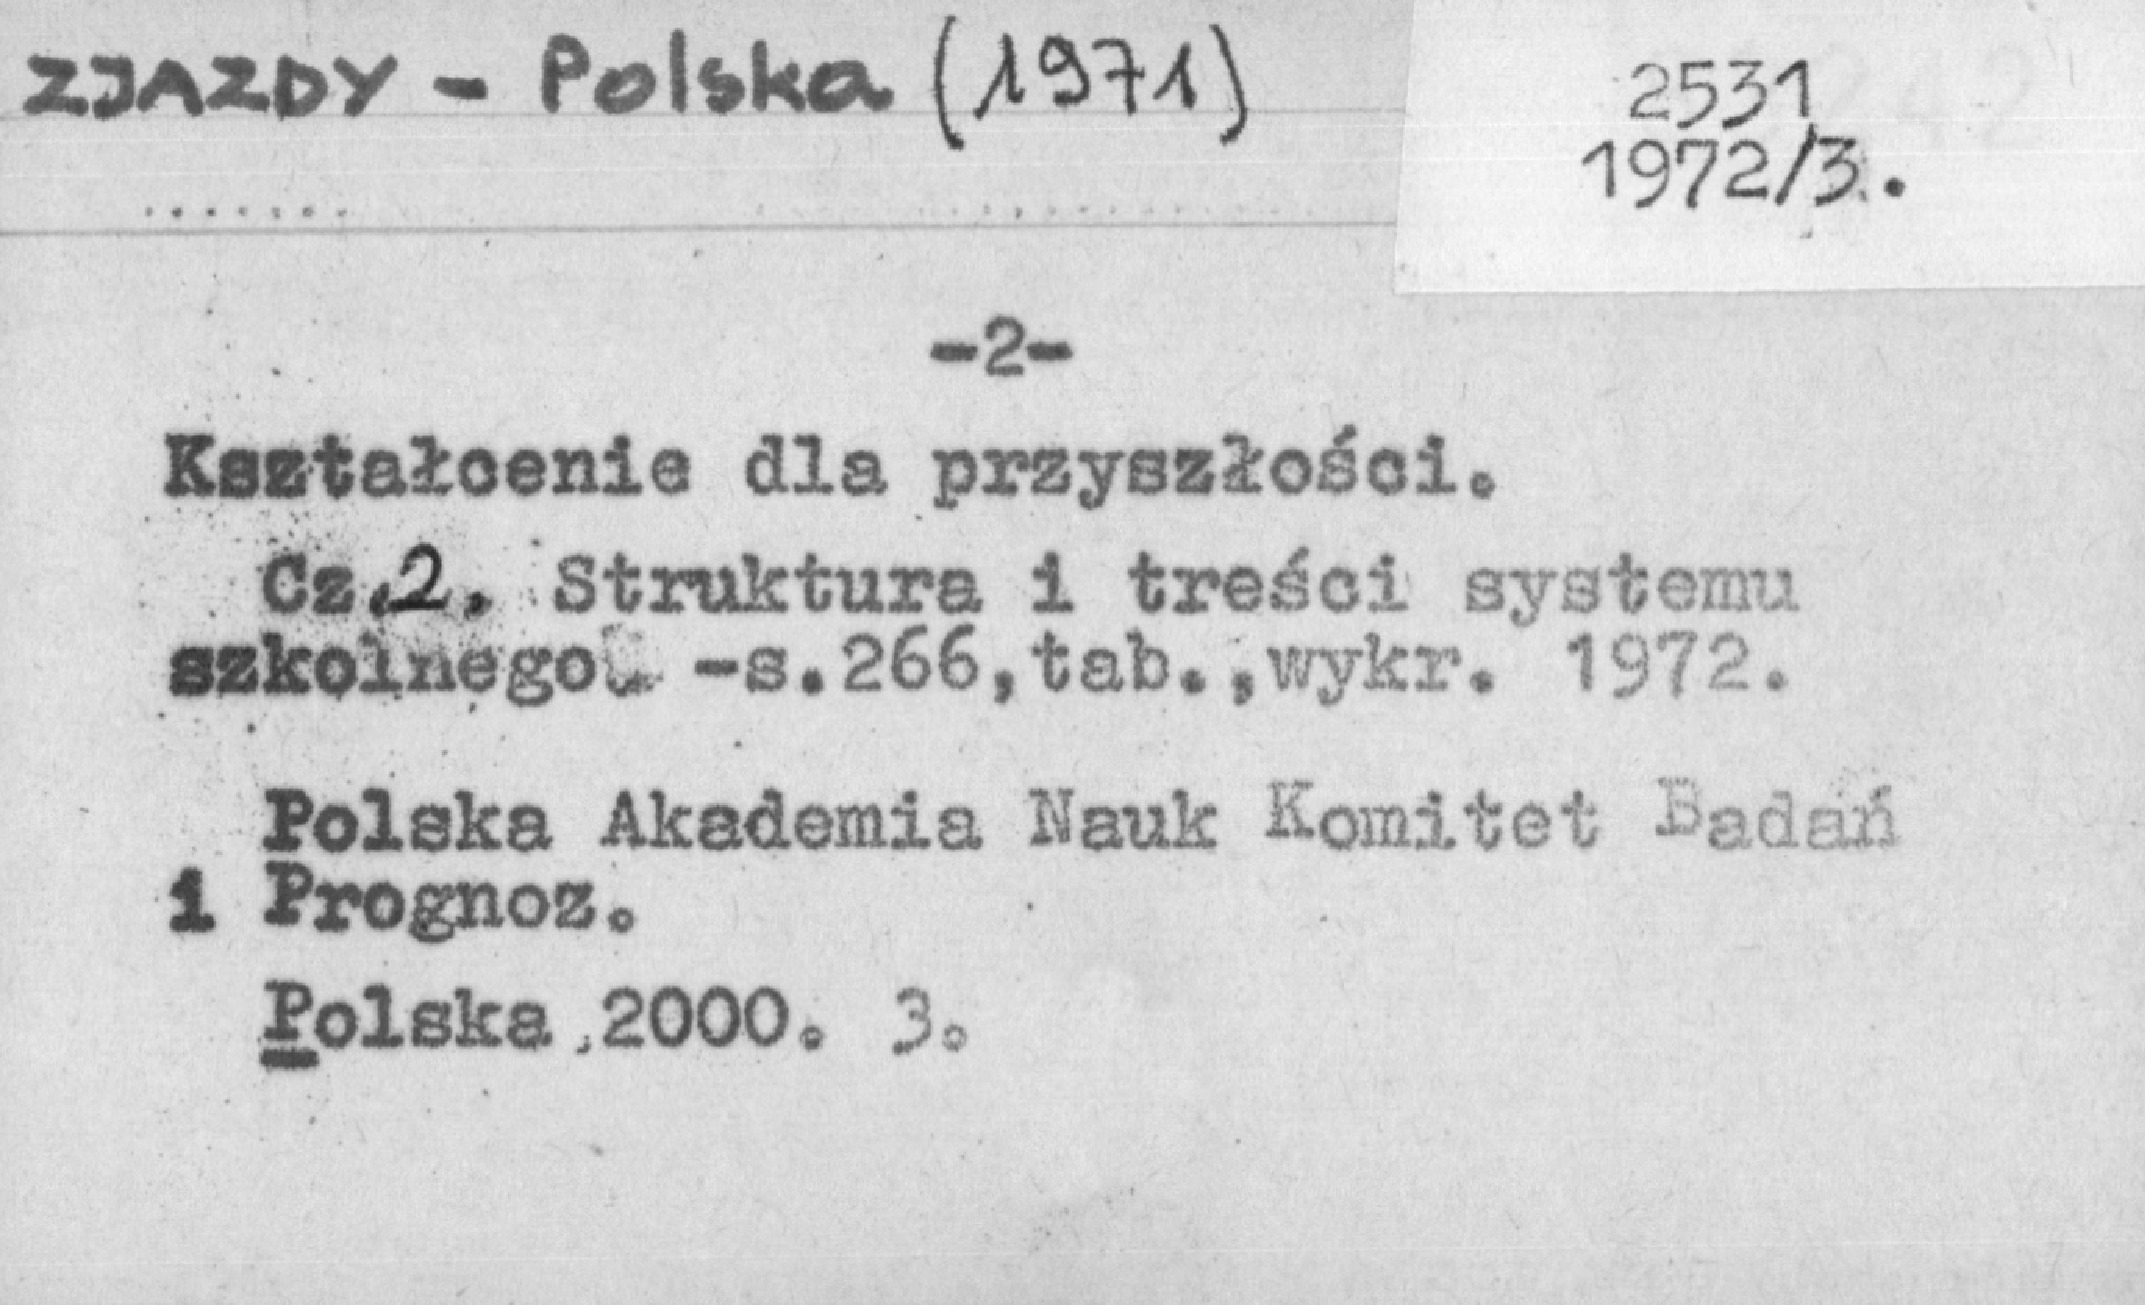 ZJAZDY - Polska (1971)
2531
1972/3.
-2-
Kształcenie dla przyszłości.
Cz.2. Struktura i treści systemu
szkolnego. -s.266,tab.,wykr. 1972.
Polska Akademia Nauk Komitet Badań
i Prognoz.
Polska 2000. 3.